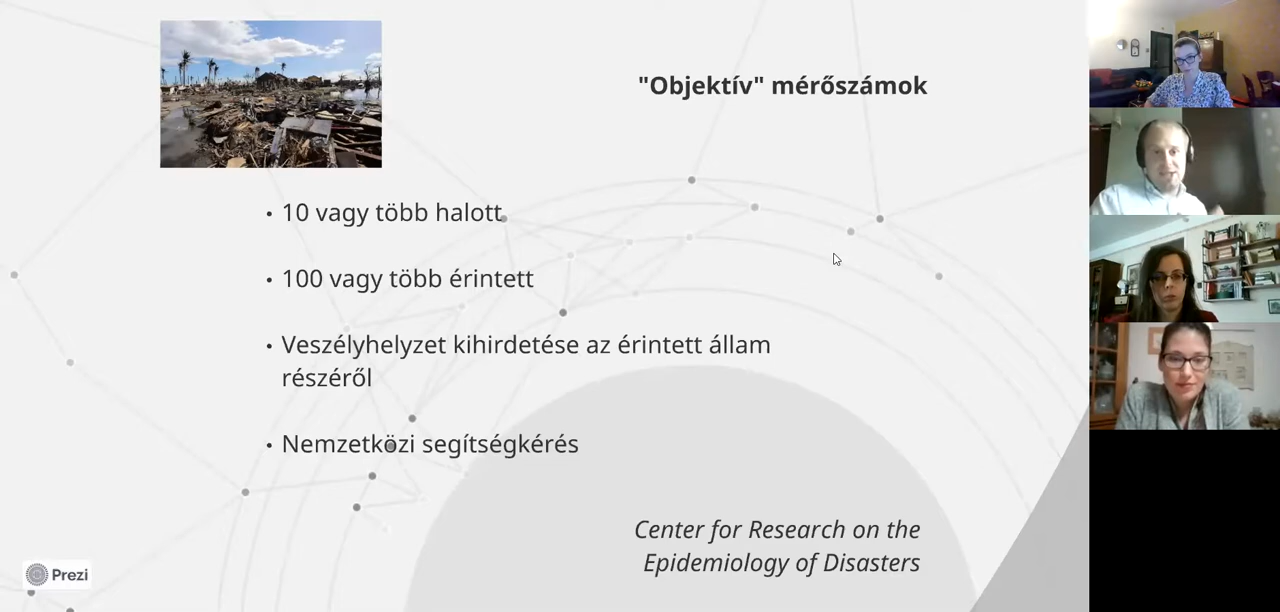 "Objektív" mérőszámok
• 10 vagy több halott
• 100 vagy több érintett
• Veszélyhelyzet kihirdetése az érintett állam
részéről
• Nemzetközi segítségkérés
Center for Research on the
Epidemiology of Disasters
Prezi